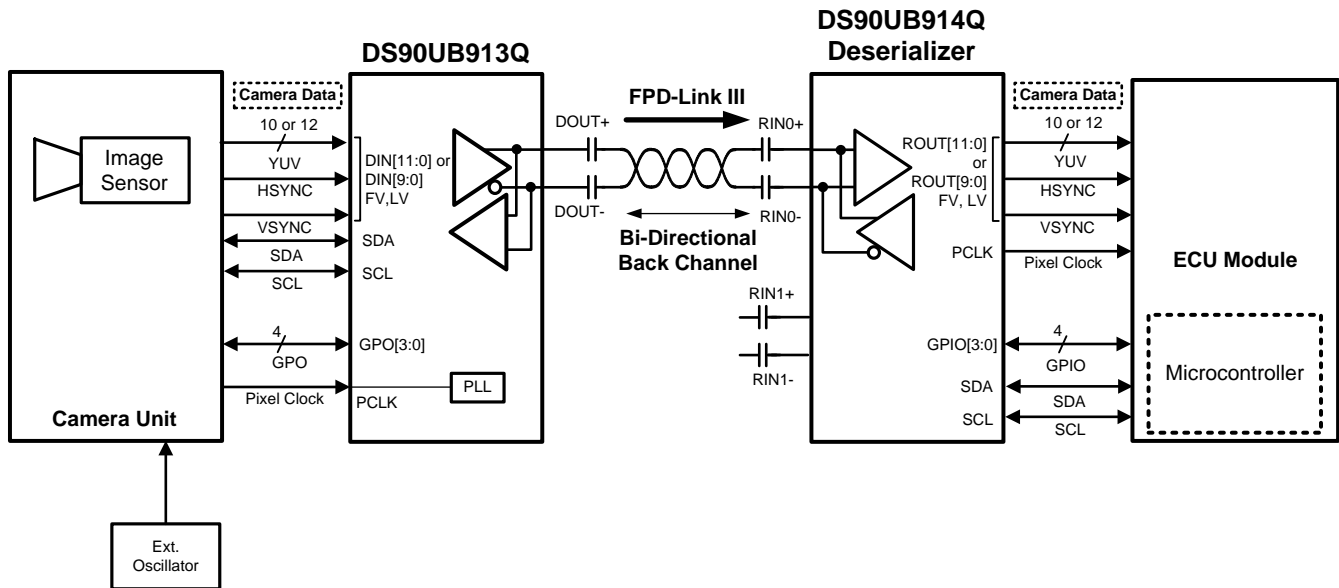 DS90UB913Q
DS90UB914Q
Deserializer
Camera Data
10 or 12
YUV
HSYNC
VSYNC
SDA
SCL
4
GPO
Pixel Clock
Image
Sensor
Camera Unit
Ext.
Oscillator
DIN[11:0] or
DIN[9:0]
FV,LV
SDA
SCL
GPO[3:0]
PCLK
PLL
DOUT+
DOUT-
FPD-Link III
Bi-Directional
Back Channel
RIN0+
RIN0-
RIN1+
RIN1-
ROUT[11:0]
or
ROUT[9:0]
FV, LV
PCLK
GPIO[3:0]
SDA
SCL
Camera Data
10 or 12
YUV
HSYNC
VSYNC
Pixel Clock
4
GPIO
SDA
SCL
ECU Module
Microcontroller